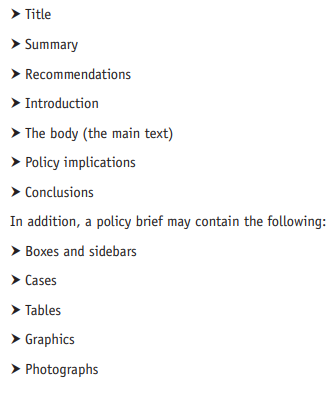 ➤ Title
➤ Summary
➤ Recommendations
➤ Introduction
➤ The body (the main text)
➤ Policy implications
➤ Conclusions
In addition, a policy brief may contain the following:
➤ Boxes and sidebars
➤ Cases
➤ Tables
➤ Graphics
➤ Photographs